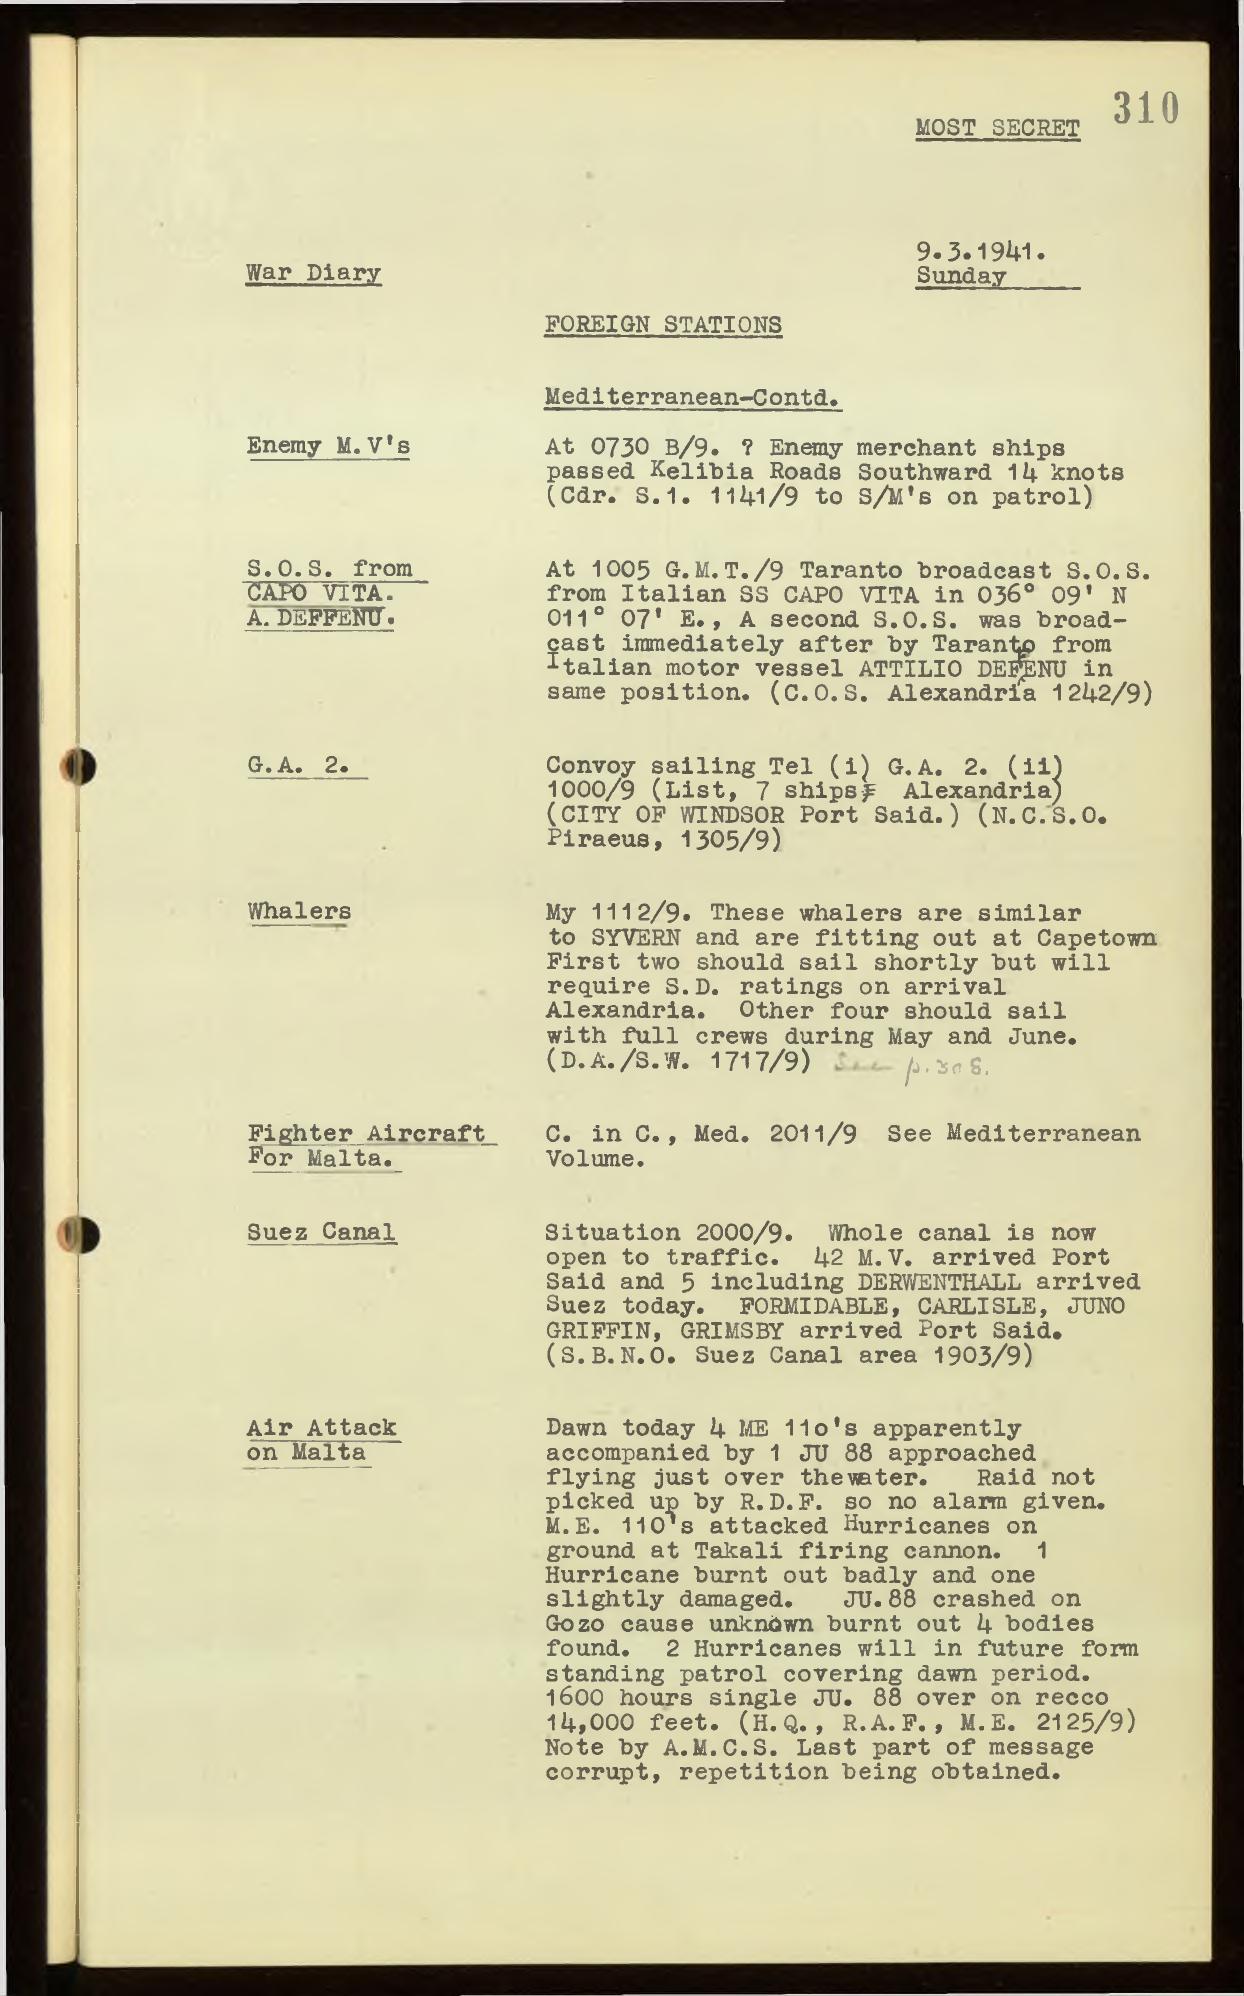 310
MOST SECRET
9.3.1941.
Sunday
War Diary
FOREIGN STATIONS
Mediterranean-Contd.
Enemy M.V's
At 0730 B/9. ? Enemy merchant ships
passed Kelibia Roads Southward 14 knots
(Cdr. S.1. 1141/9 to S/M's on patrol)
S.O.S. from
CAPO VITA.
A.DEFFENU.
At 1005 G.M.T./9 Taranto broadcast S.O.S.
from Italian SS CAPO VITA in 036° 09' N
011° 07' E., A second S.O.S. was broad-
cast immediately after by Taranto from
Italian motor vessel ATTILIO DEFFENU in
same position. (C.O.S. Alexandria 1242/9)
G.A. 2.
Convoy sailing Tel (i) G.A. 2. (ii)
1000/9 (List, 7 ships; Alexandria)
(CITY OF WINDSOR Port Said.) (N.C.S.O.
Piraeus, 1305/9)
Whalers
My 1112/9. These whalers are similar
to SYVERN and are fitting out at Capetown
First two should sail shortly but will
require S.D. ratings on arrival
Alexandria. Other four should sail
with full crews during May and June.
(D.A./S.W. 1717/9) See p.308.
Fighter Aircraft
For Malta.
C. in C., Med. 2011/9 See Mediterranean
Volume.
Suez Canal
Situation 2000/9. Whole canal is now
open to traffic. 42 M.V. arrived Port
Said and 5 including DERWENTHALL arrived
Suez today. FORMIDABLE, CARLISLE, JUNO
GRIFFIN, GRIMSBY arrived Port Said.
(S.B.N.O. Suez Canal area 1903/9)
Air Attack
on Malta
Dawn today 4 ME 11o's apparently
accompanied by 1 JU 88 approached
flying just over thewater. Raid not
picked up by R.D.F. so no alarm given.
M.E. 110's attacked Hurricanes on
ground at Takali firing cannon. 1
Hurricane burnt out badly and one
slightly damaged. JU.88 crashed on
Gozo cause unknown burnt out 4 bodies
found. 2 Hurricanes will in future form
standing patrol covering dawn period.
1600 hours single JU. 88 over on recco
14,000 feet. (H.Q., R.A.F., M.E. 2125/9)
Note by A.M.C.S. Last part of message
corrupt, repetition being obtained.